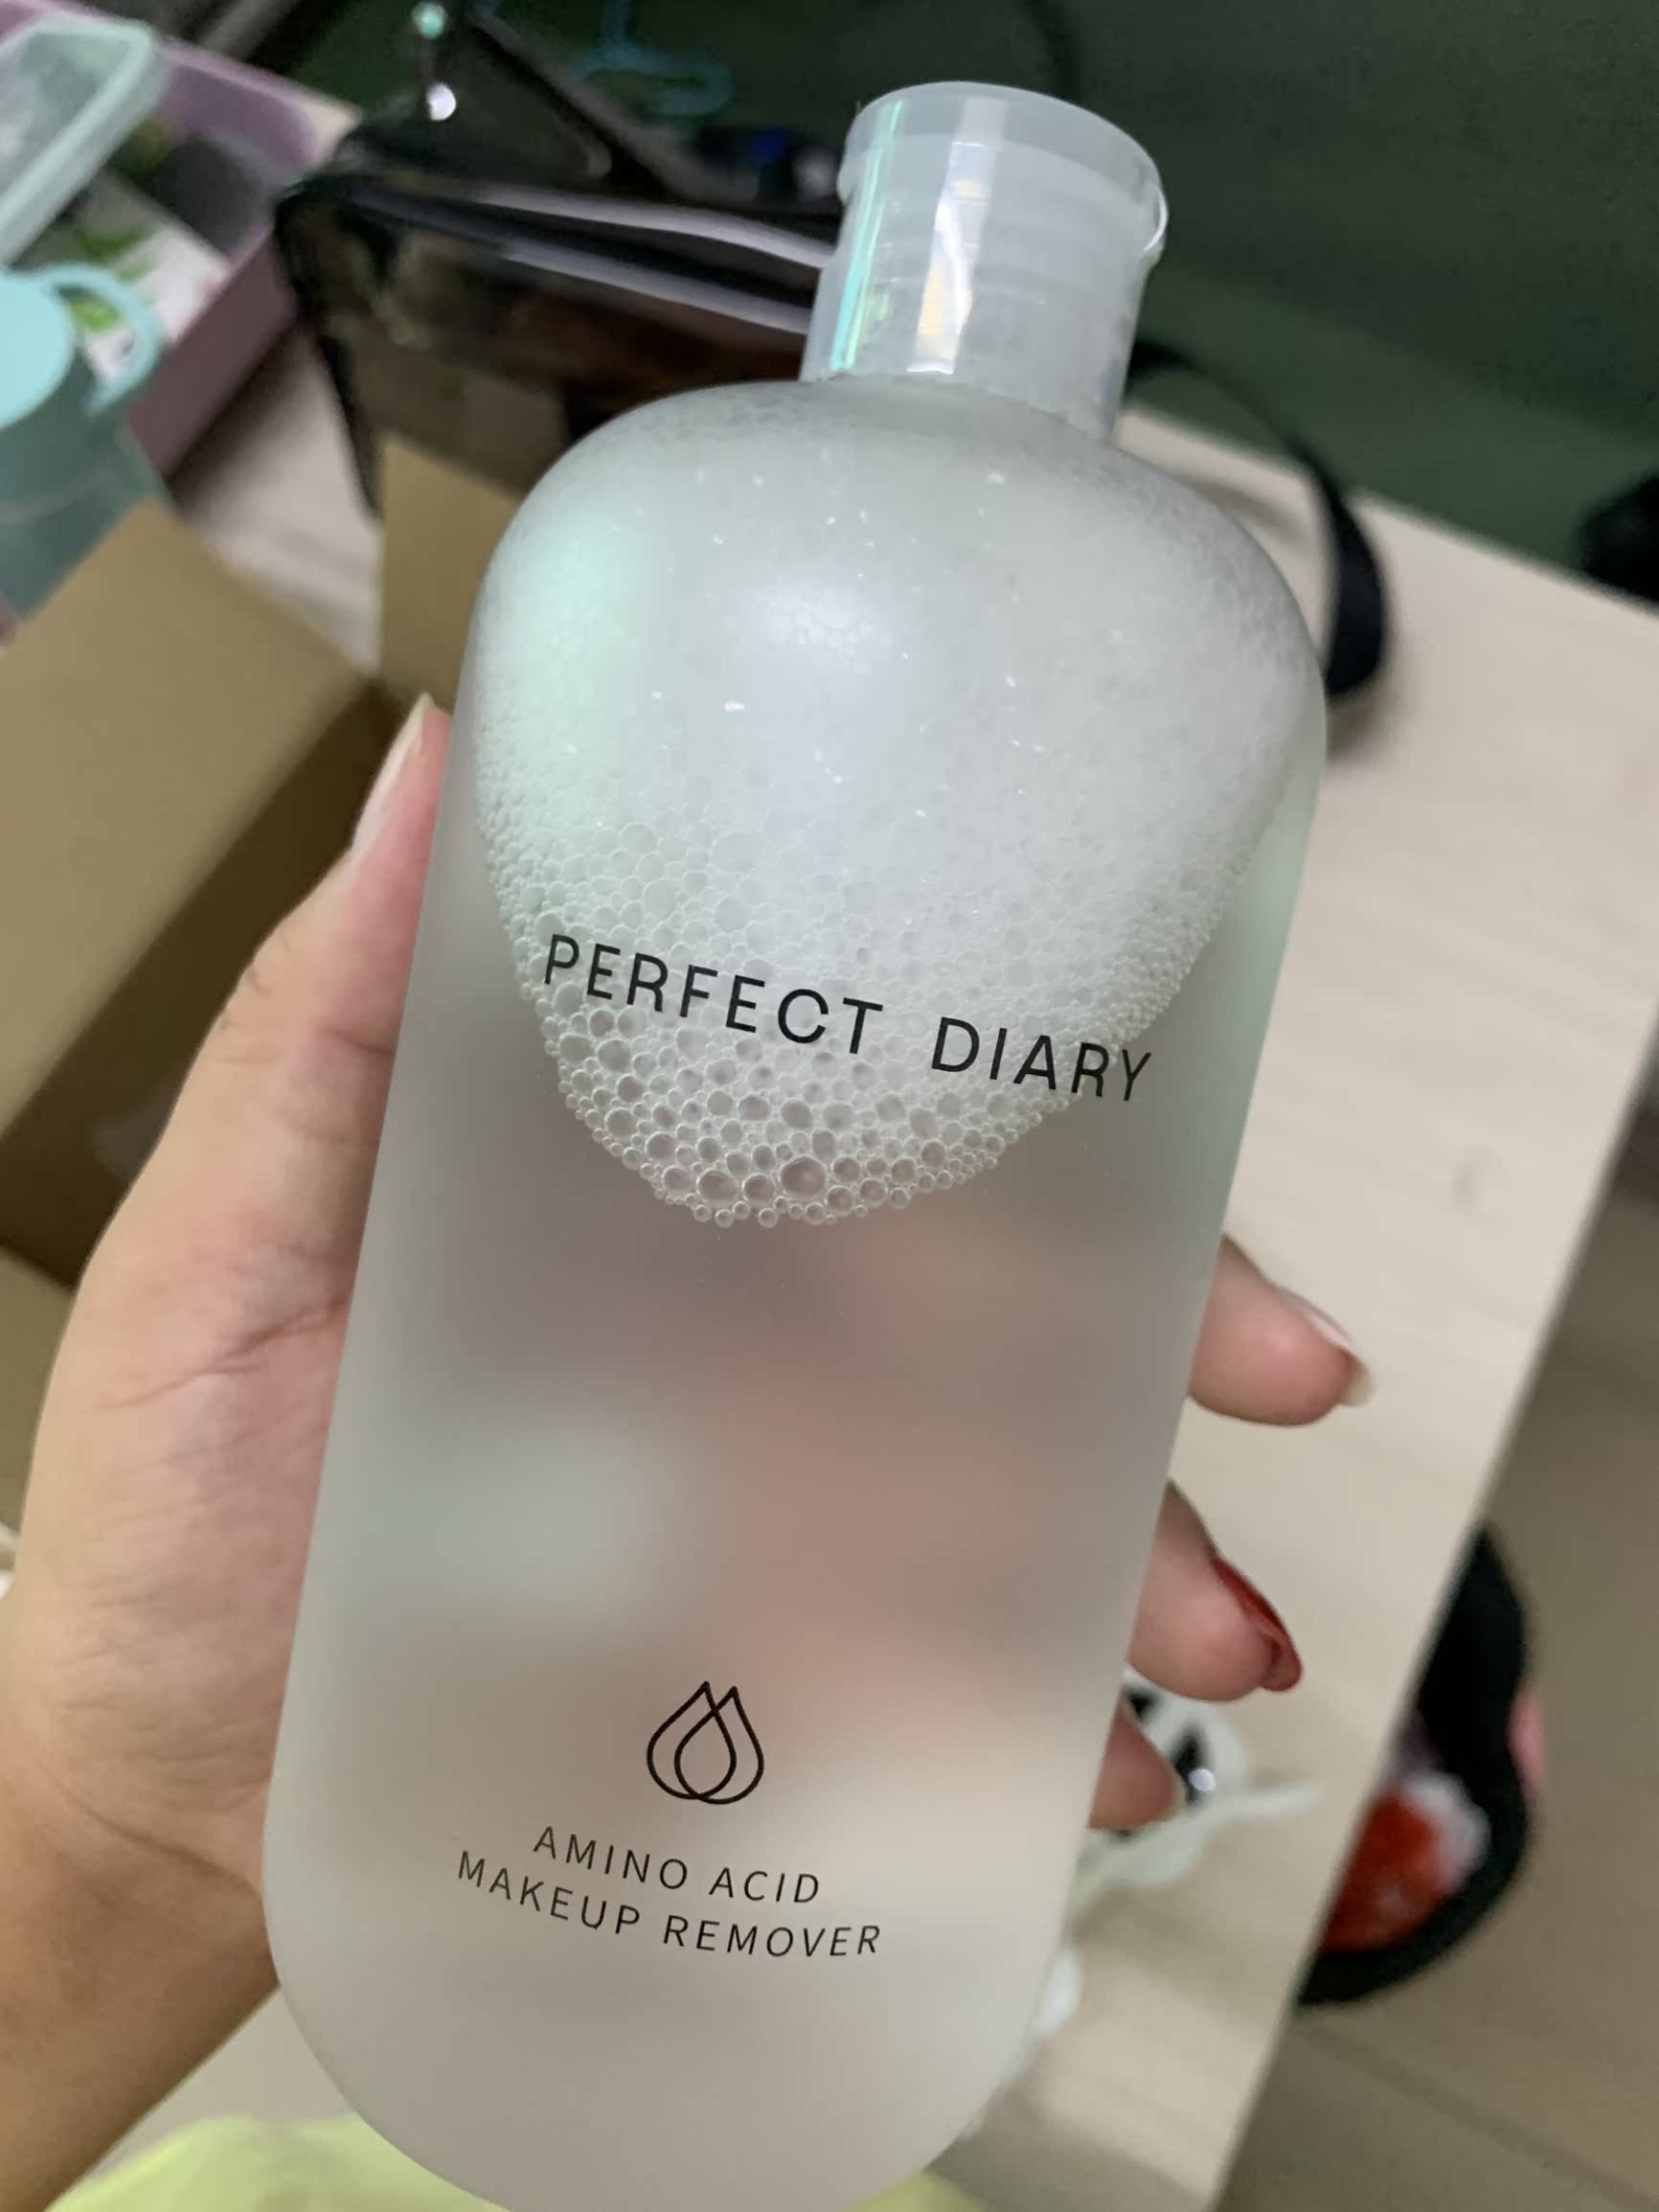 PERFECT DIARY
AMINO ACID
MAKEUP REMOVER